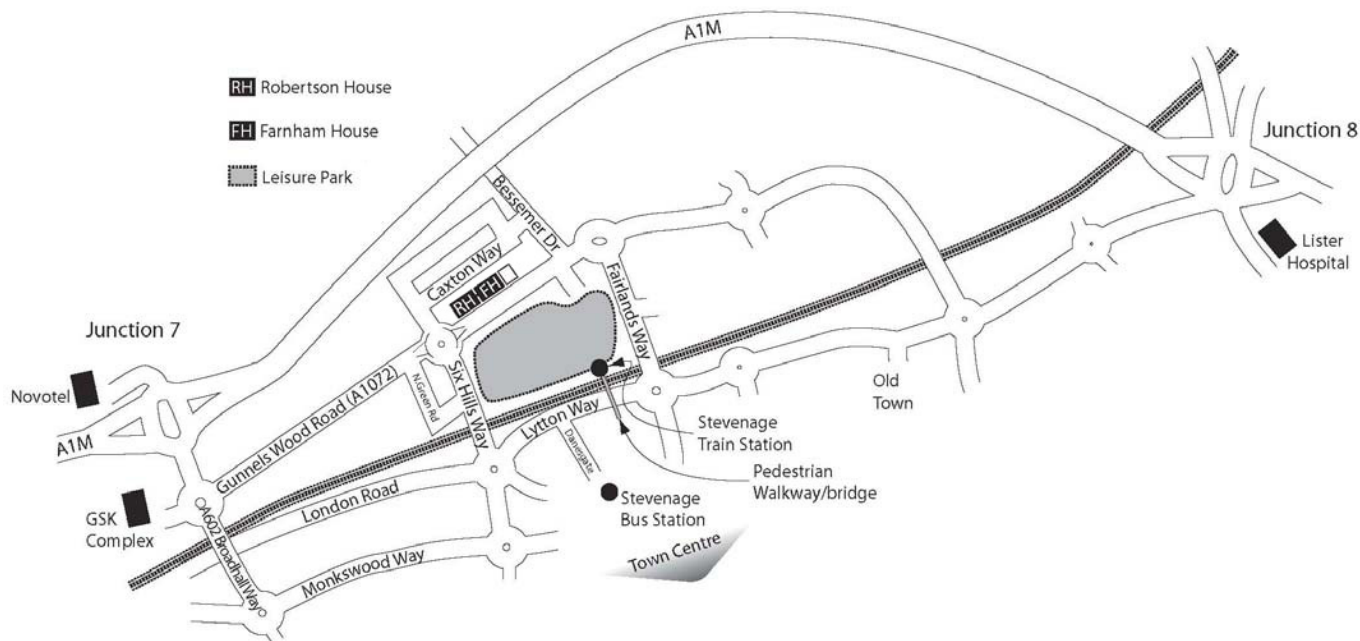 A1M
RH Robertson House
FH Farnham House
Leisure Park
Junction 8
Lister
Hospital
Bessemer Dr
Caxton Way
RH FH
Fairlands Way
Junction 7
Novotel
A1M
Gunnels Wood Road (A1072)
N.Green Rd
Six Hills Way
Lytton Way
Danesgate
Old
Town
Stevenage
Train Station
Pedestrian
Walkway/bridge
Stevenage
Bus Station
Town Centre
GSK
Complex
London Road
A602 Broadhall Way
Monkswood Way